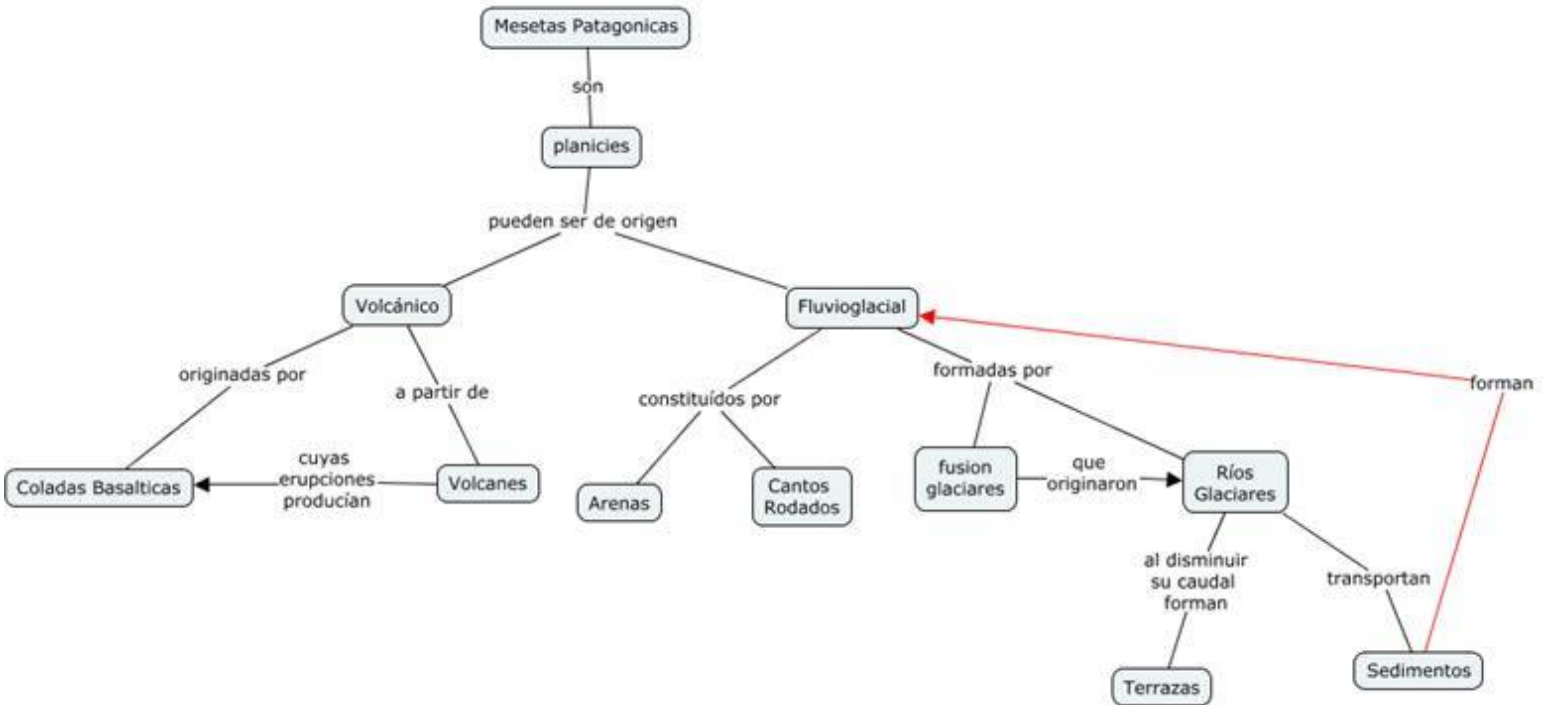 Mesetas Patagonicas
son
planicies
pueden ser de origen
Volcánico
Fluvioglacial
originadas por
a partir de
constituídos por
formadas por
forman
Coladas Basalticas
cuyas
erupciones
producían
Volcanes
Arenas
Cantos
Rodados
fusion
glaciares
que
originaron
Ríos
Glaciares
al disminuir
su caudal
forman
transportan
Terrazas
Sedimentos